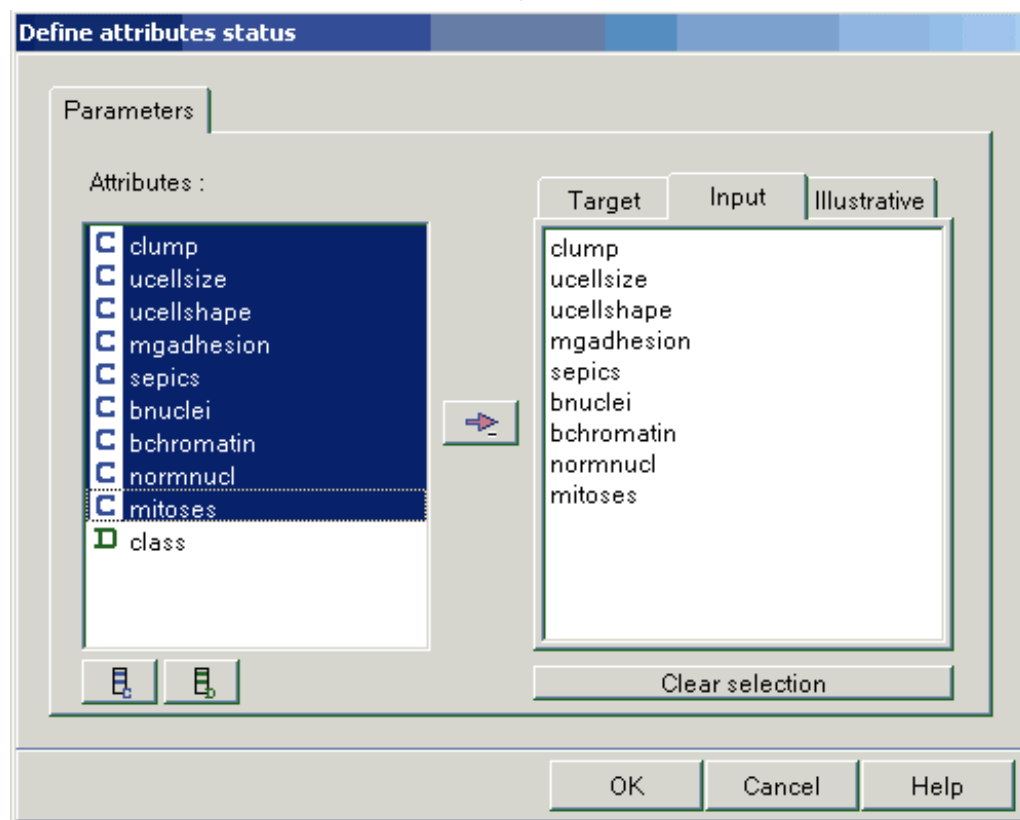 Define attributes status
Parameters
Attributes :
C clump
C ucellsize
C ucellshape
C mgadhesion
C sepics
C bnuclei
C bchromatin
C normnucl
C mitoses
D class
Target Input Illustrative
clump
ucellsize
ucellshape
mgadhesion
sepics
bnuclei
bchromatin
normnucl
mitoses
C D
Clear selection
OK Cancel Help